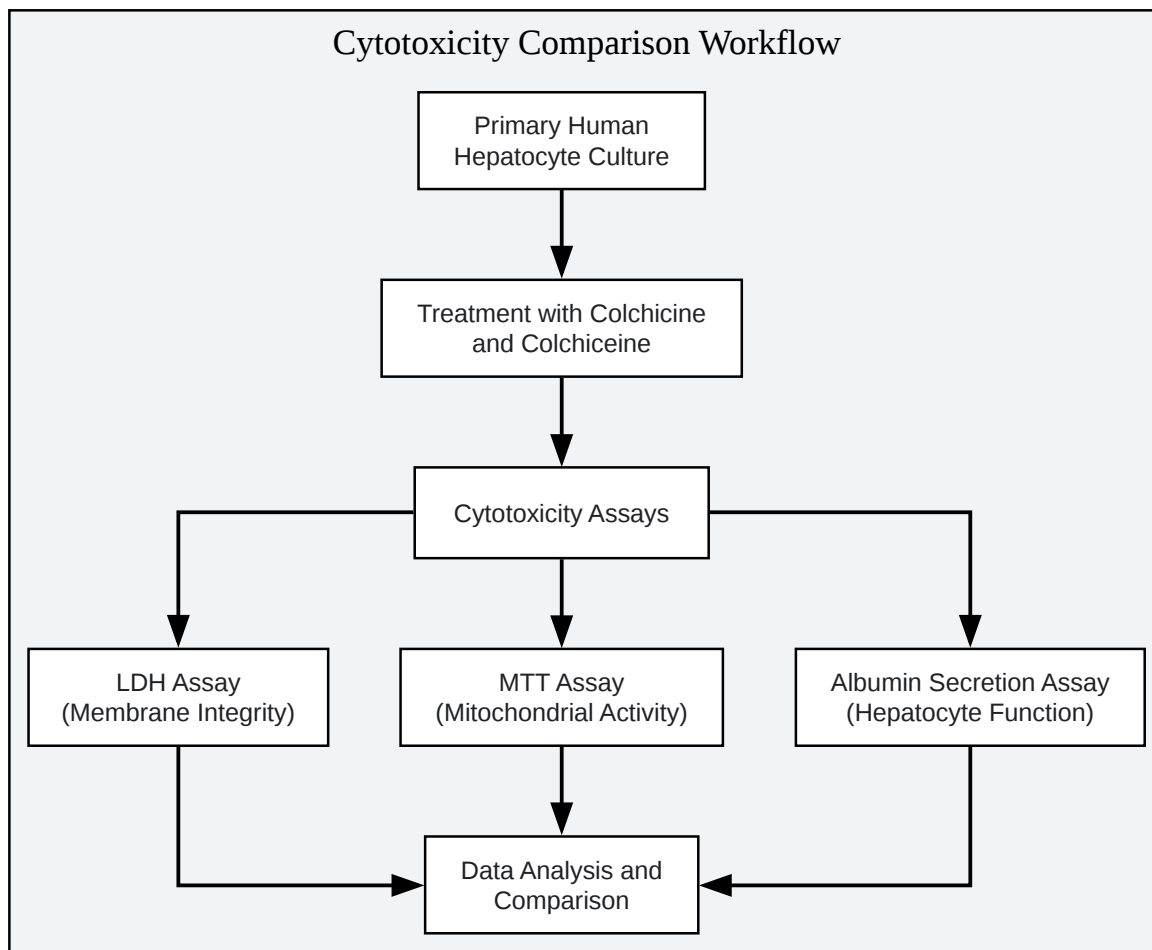 Cytotoxicity Comparison Workflow
Primary Human
Hepatocyte Culture
Treatment with Colchicine
and Colchiceine
Cytotoxicity Assays
LDH Assay
(Membrane Integrity)
MTT Assay
(Mitochondrial Activity)
Albumin Secretion Assay
(Hepatocyte Function)
Data Analysis and
Comparison